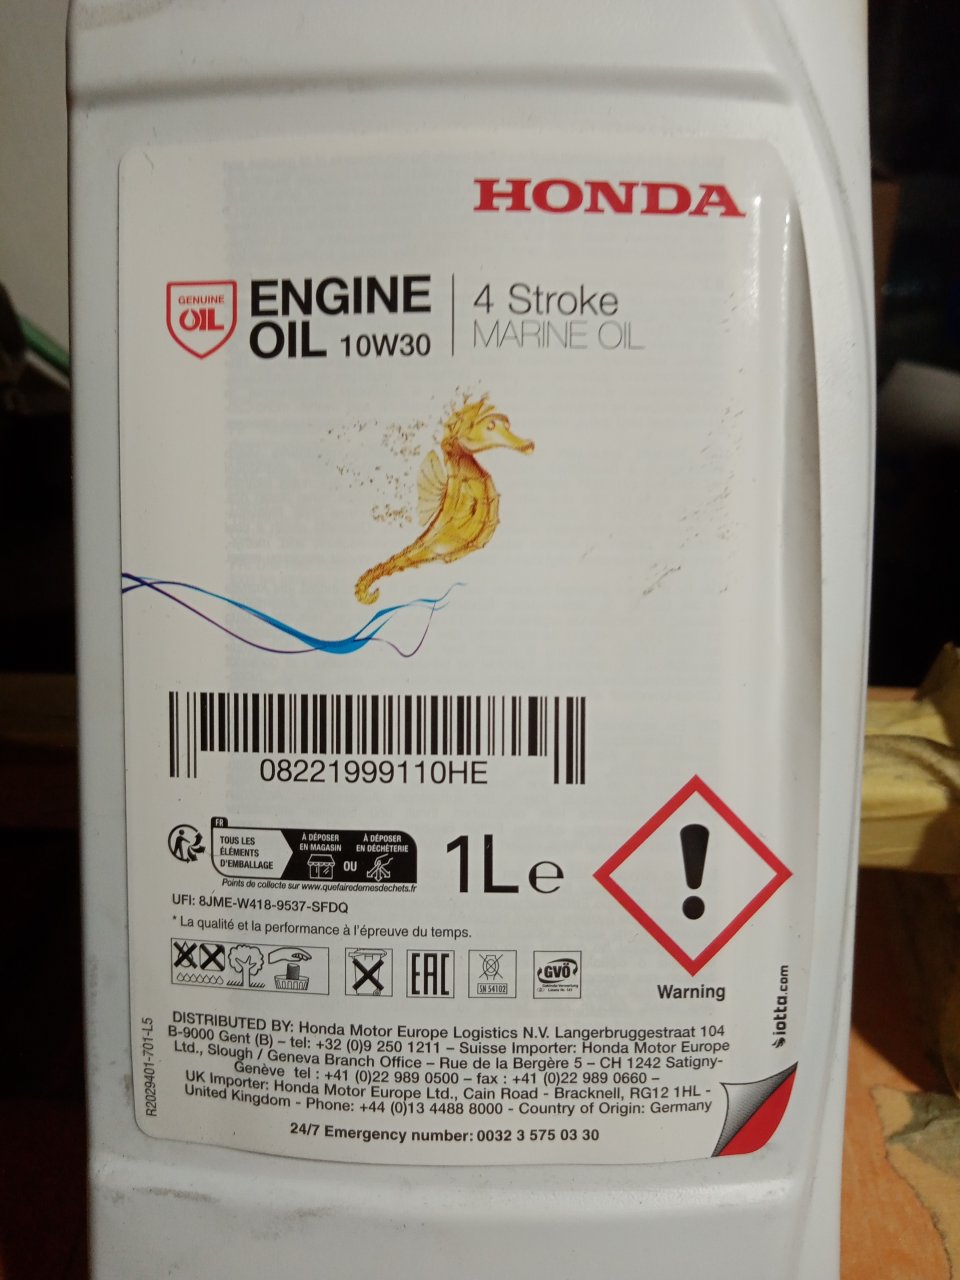 HONDA
GENUINE
OIL
ENGINE
OIL 10W30
4 Stroke
MARINE OIL
08221999110HE
FR
TOUS LES
ÉLÉMENTS
D'EMBALLAGE
À DÉPOSER
EN MAGASIN
OU
À DÉPOSER
EN DÉCHÈTERIE
Points de collecte sur www.quefairedemesdechets.fr
1L e
UFI: 8JME-W418-9537-SFDQ
* La qualité et la performance à l'épreuve du temps.
EAC
SN 54102
GVÖ
Warning
iotta.com
R2029401-701-L5
DISTRIBUTED BY: Honda Motor Europe Logistics N.V. Langerbruggestraat 104
B-9000 Gent (B) – tel: +32 (0)9 250 1211 – Suisse Importer: Honda Motor Europe
Ltd., Slough / Geneva Branch Office – Rue de la Bergère 5 – CH 1242 Satigny-
Genève tel : +41 (0)22 989 0500 – fax : +41 (0)22 989 0660 –
UK Importer: Honda Motor Europe Ltd., Cain Road - Bracknell, RG12 1HL -
United Kingdom - Phone: +44 (0)13 4488 8000 - Country of Origin: Germany
24/7 Emergency number: 0032 3 575 03 30